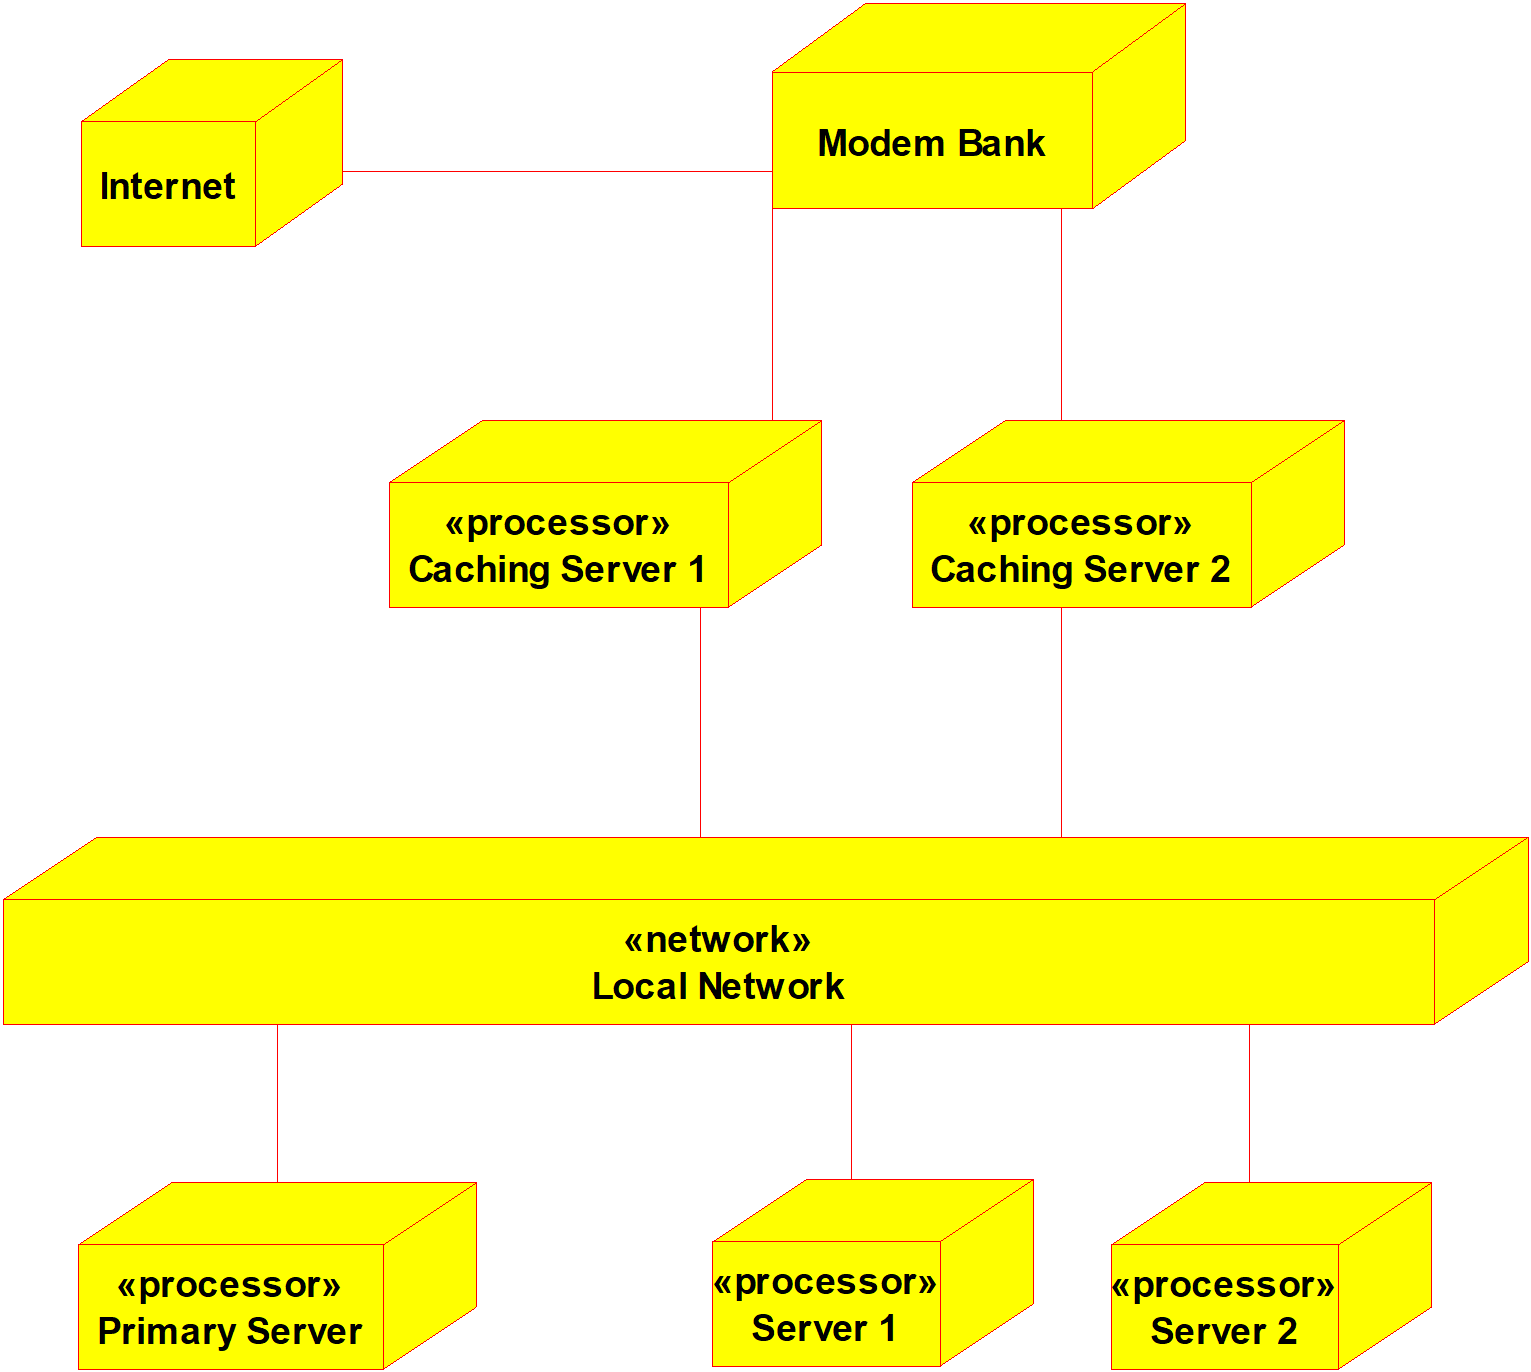 Modem Bank
Internet
«processor»
Caching Server 1
«processor»
Caching Server 2
«network»
Local Network
«processor»
Primary Server
«processor»
Server 1
«processor»
Server 2